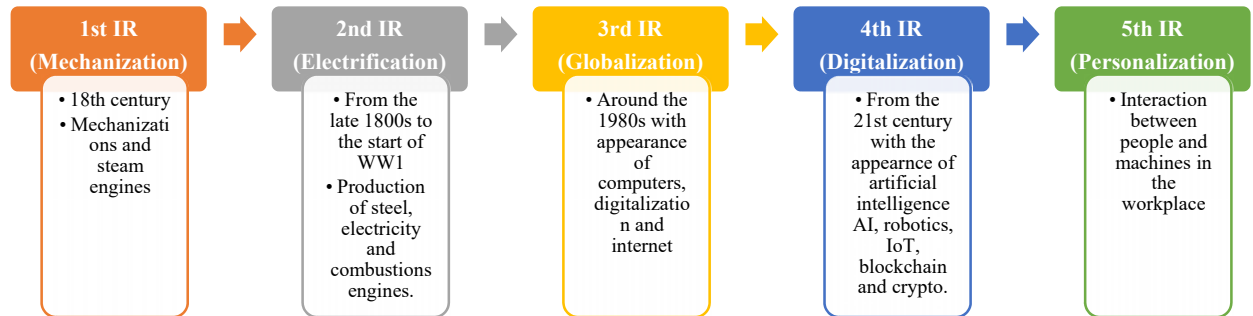 1st IR
(Mechanization)
• 18th century
• Mechanizati
ons and
steam
engines
2nd IR
(Electrification)
• From the
late 1800s to
the start of
WW1
• Production
of steel,
electricity
and
combustions
engines.
3rd IR
(Globalization)
• Around the
1980s with
appearance
of
computers,
digitalizatio
n and
internet
4th IR
(Digitalization)
• From the
21st century
with the
appearnce of
artificial
intelligence
AI, robotics,
IoT,
blockchain
and crypto.
5th IR
(Personalization)
• Interaction
between
people and
machines in
the
workplace